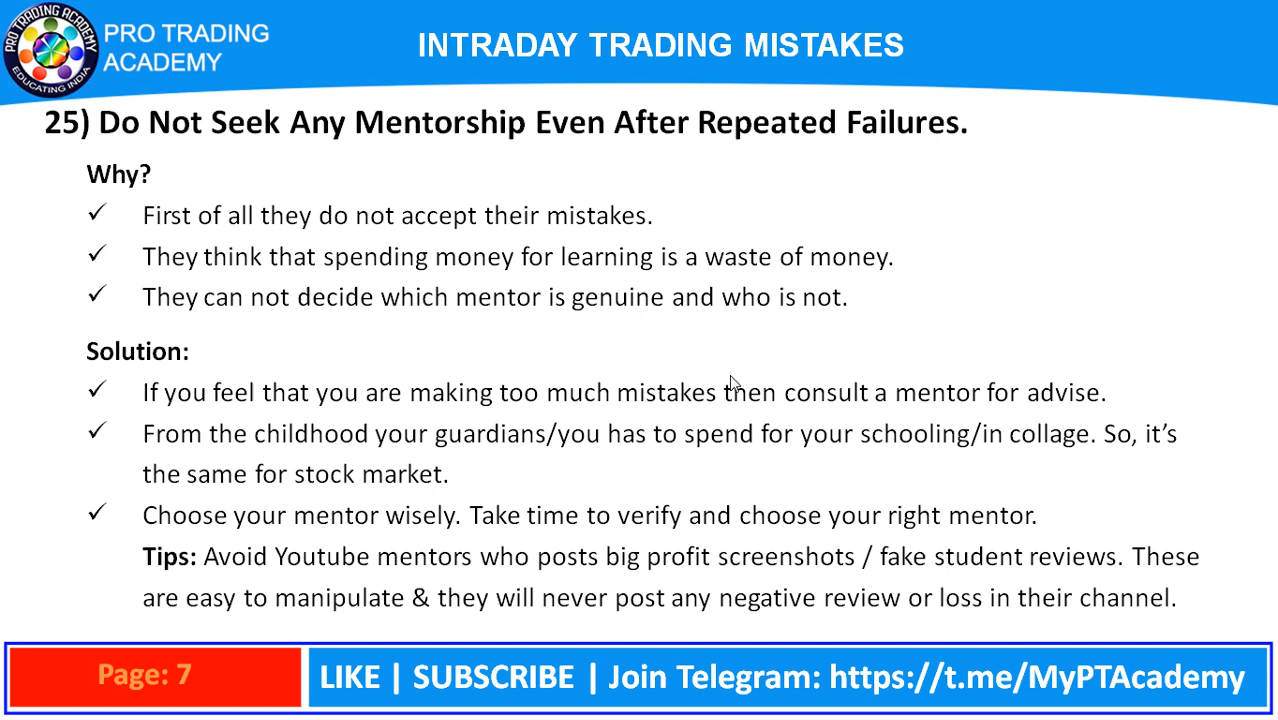 PRO TRADING ACADEMY
EDUCATING INDIA
PRO TRADING
ACADEMY
INTRADAY TRADING MISTAKES
25) Do Not Seek Any Mentorship Even After Repeated Failures.
Why?
✓ First of all they do not accept their mistakes.
✓ They think that spending money for learning is a waste of money.
✓ They can not decide which mentor is genuine and who is not.
Solution:
✓ If you feel that you are making too much mistakes then consult a mentor for advise.
✓ From the childhood your guardians/you has to spend for your schooling/in collage. So, it’s
the same for stock market.
✓ Choose your mentor wisely. Take time to verify and choose your right mentor.
Tips: Avoid Youtube mentors who posts big profit screenshots / fake student reviews. These
are easy to manipulate & they will never post any negative review or loss in their channel.
Page: 7
LIKE | SUBSCRIBE | Join Telegram: https://t.me/MyPTAcademy